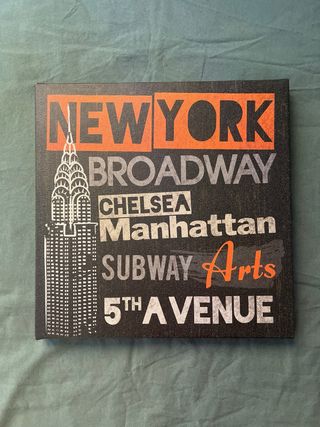 NEW YORK
BROADWAY
CHELSEA
Manhattan
SUBWAY Arts
5TH AVENUE